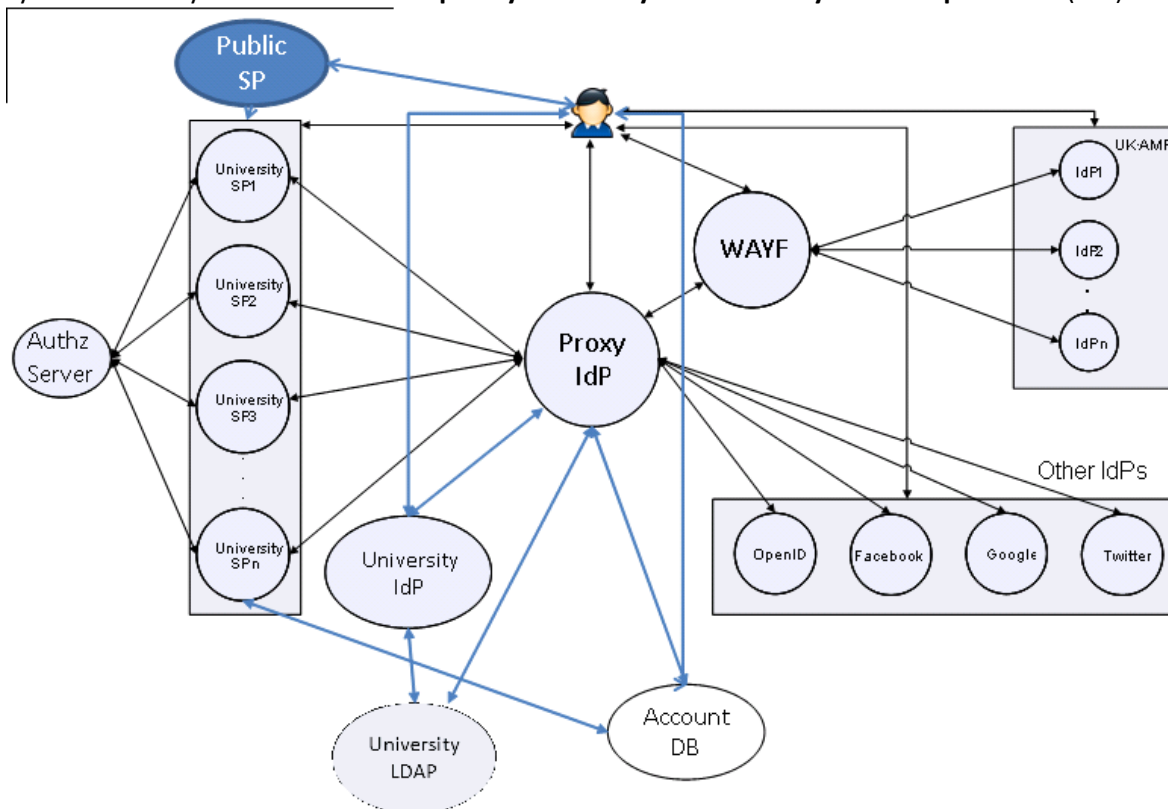 Public
SP
UK-AMF
University
SP1
IdP1
WAYF
University
SP2
IdP2
.
.
IdPn
Authz
Server
Proxy
IdP
University
SP3
.
.
.
.
Other IdPs
University
SPn
University
IdP
OpenID
Facebook
Google
Twitter
University
LDAP
Account
DB